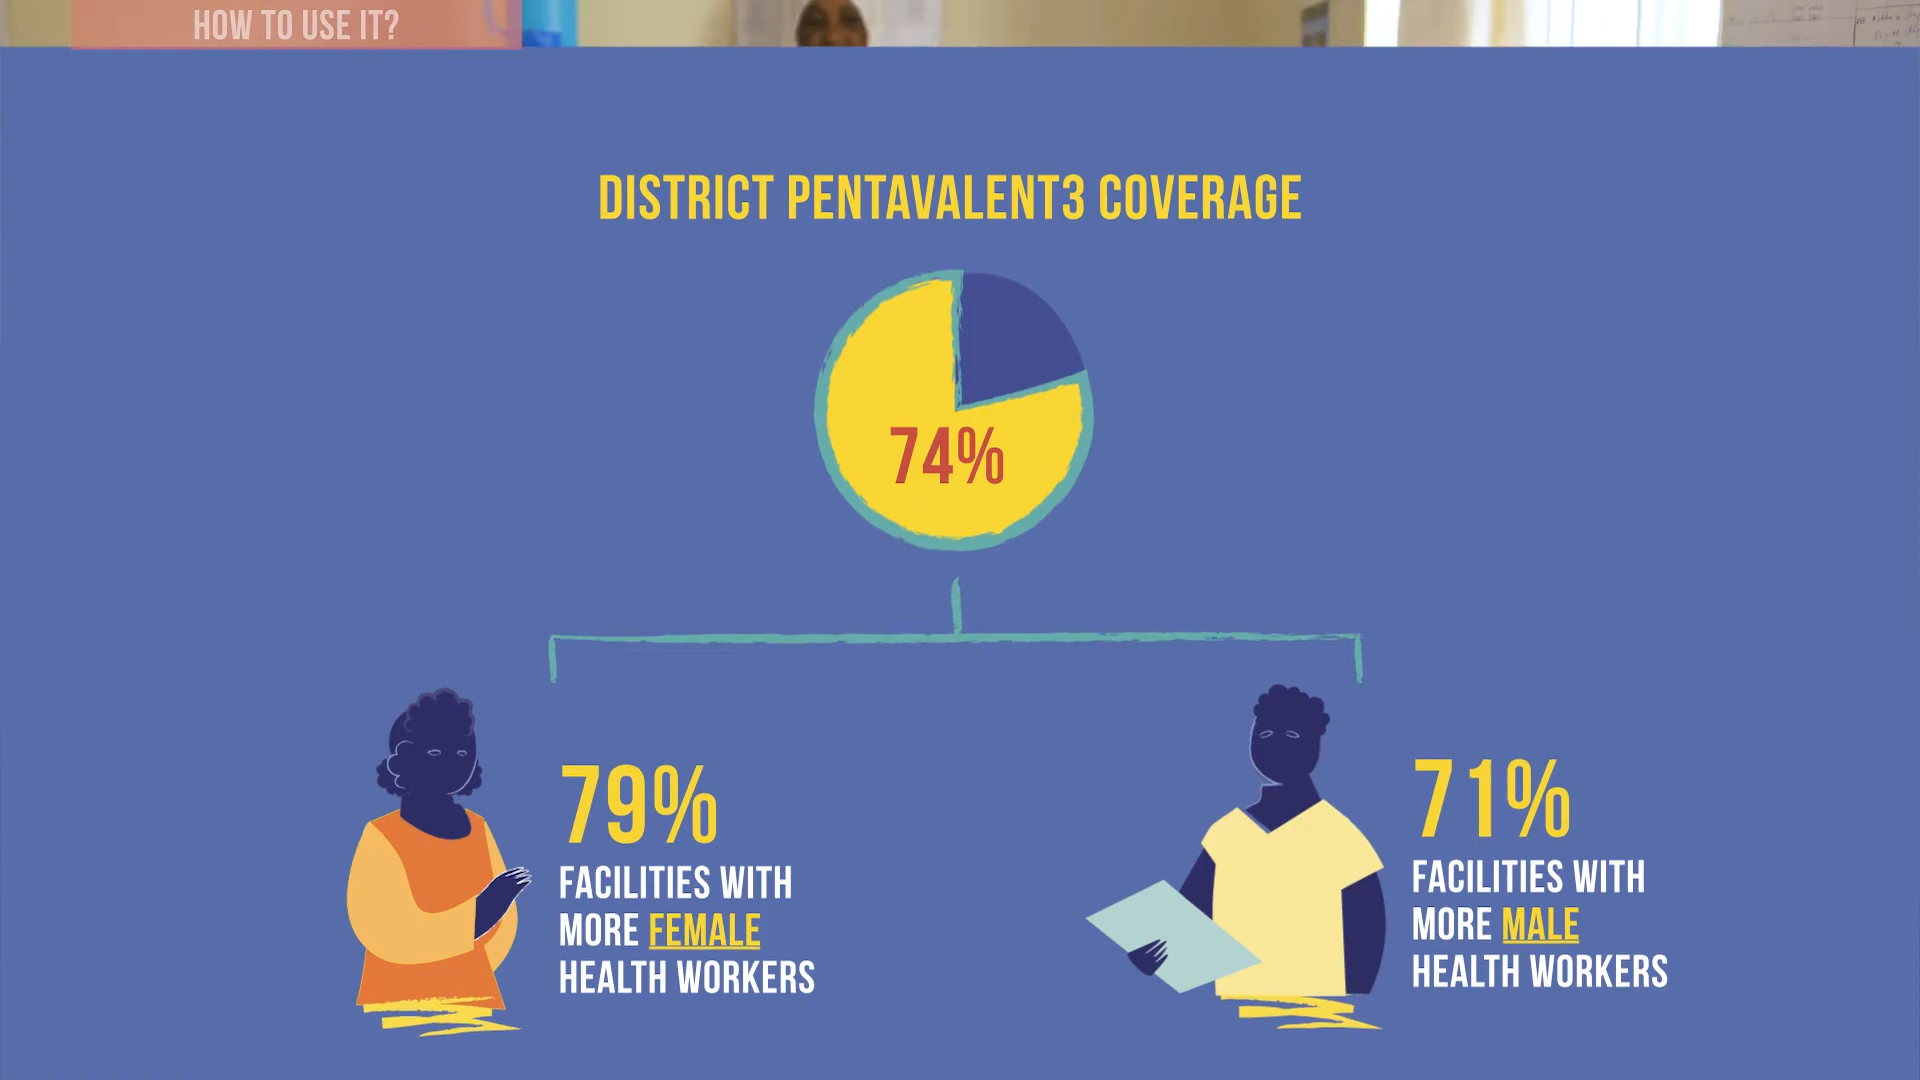 HOW TO USE IT?
DISTRICT PENTAVALENT3 COVERAGE
74%
79%
FACILITIES WITH
MORE FEMALE
HEALTH WORKERS
71%
FACILITIES WITH
MORE MALE
HEALTH WORKERS